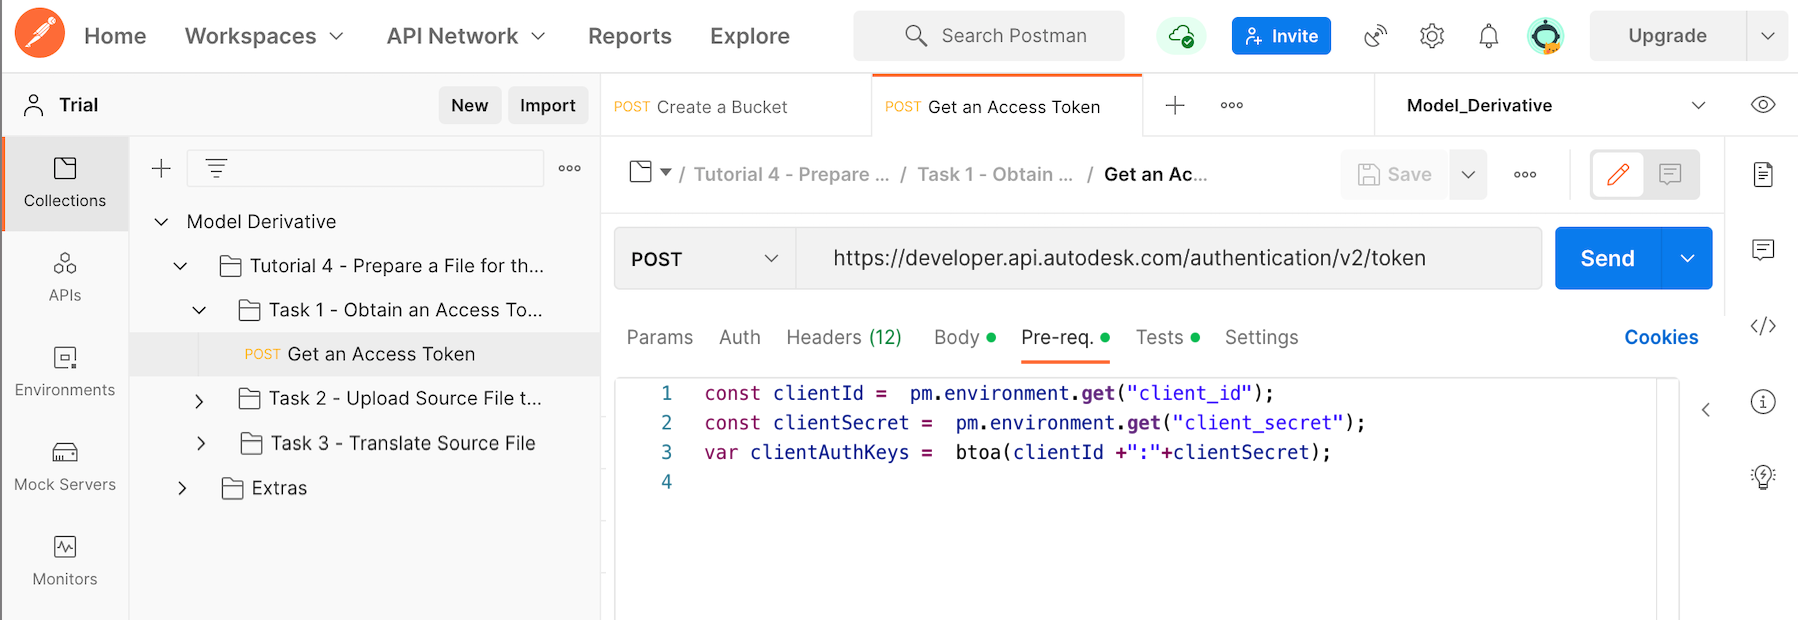 Home Workspaces API Network Reports Explore Search Postman Invite Upgrade
Trial New Import
POST Create a Bucket POST Get an Access Token Model_Derivative
Collections
APIs
Environments
Mock Servers
Monitors
Model Derivative
Tutorial 4 - Prepare a File for th...
Task 1 - Obtain an Access To...
POST Get an Access Token
Task 2 - Upload Source File t...
Task 3 - Translate Source File
Extras
/ Tutorial 4 - Prepare ... / Task 1 - Obtain ... / Get an Ac... Save
POST https://developer.api.autodesk.com/authentication/v2/token Send
Params Auth Headers (12) Body Pre-req. Tests Settings Cookies
1 const clientId = pm.environment.get("client_id");
2 const clientSecret = pm.environment.get("client_secret");
3 var clientAuthKeys = btoa(clientId +":"+clientSecret);
4